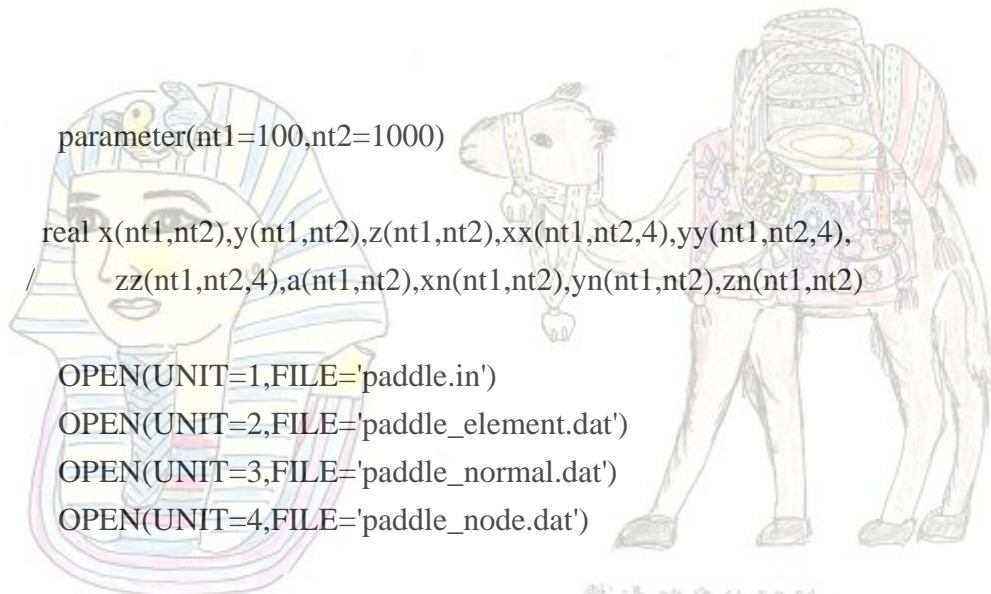 parameter(nt1=100,nt2=1000)
real x(nt1,nt2),y(nt1,nt2),z(nt1,nt2),xx(nt1,nt2,4),yy(nt1,nt2,4),
/ zz(nt1,nt2,4),a(nt1,nt2),xn(nt1,nt2),yn(nt1,nt2),zn(nt1,nt2)
OPEN(UNIT=1,FILE='paddle.in')
OPEN(UNIT=2,FILE='paddle_element.dat')
OPEN(UNIT=3,FILE='paddle_normal.dat')
OPEN(UNIT=4,FILE='paddle_node.dat')